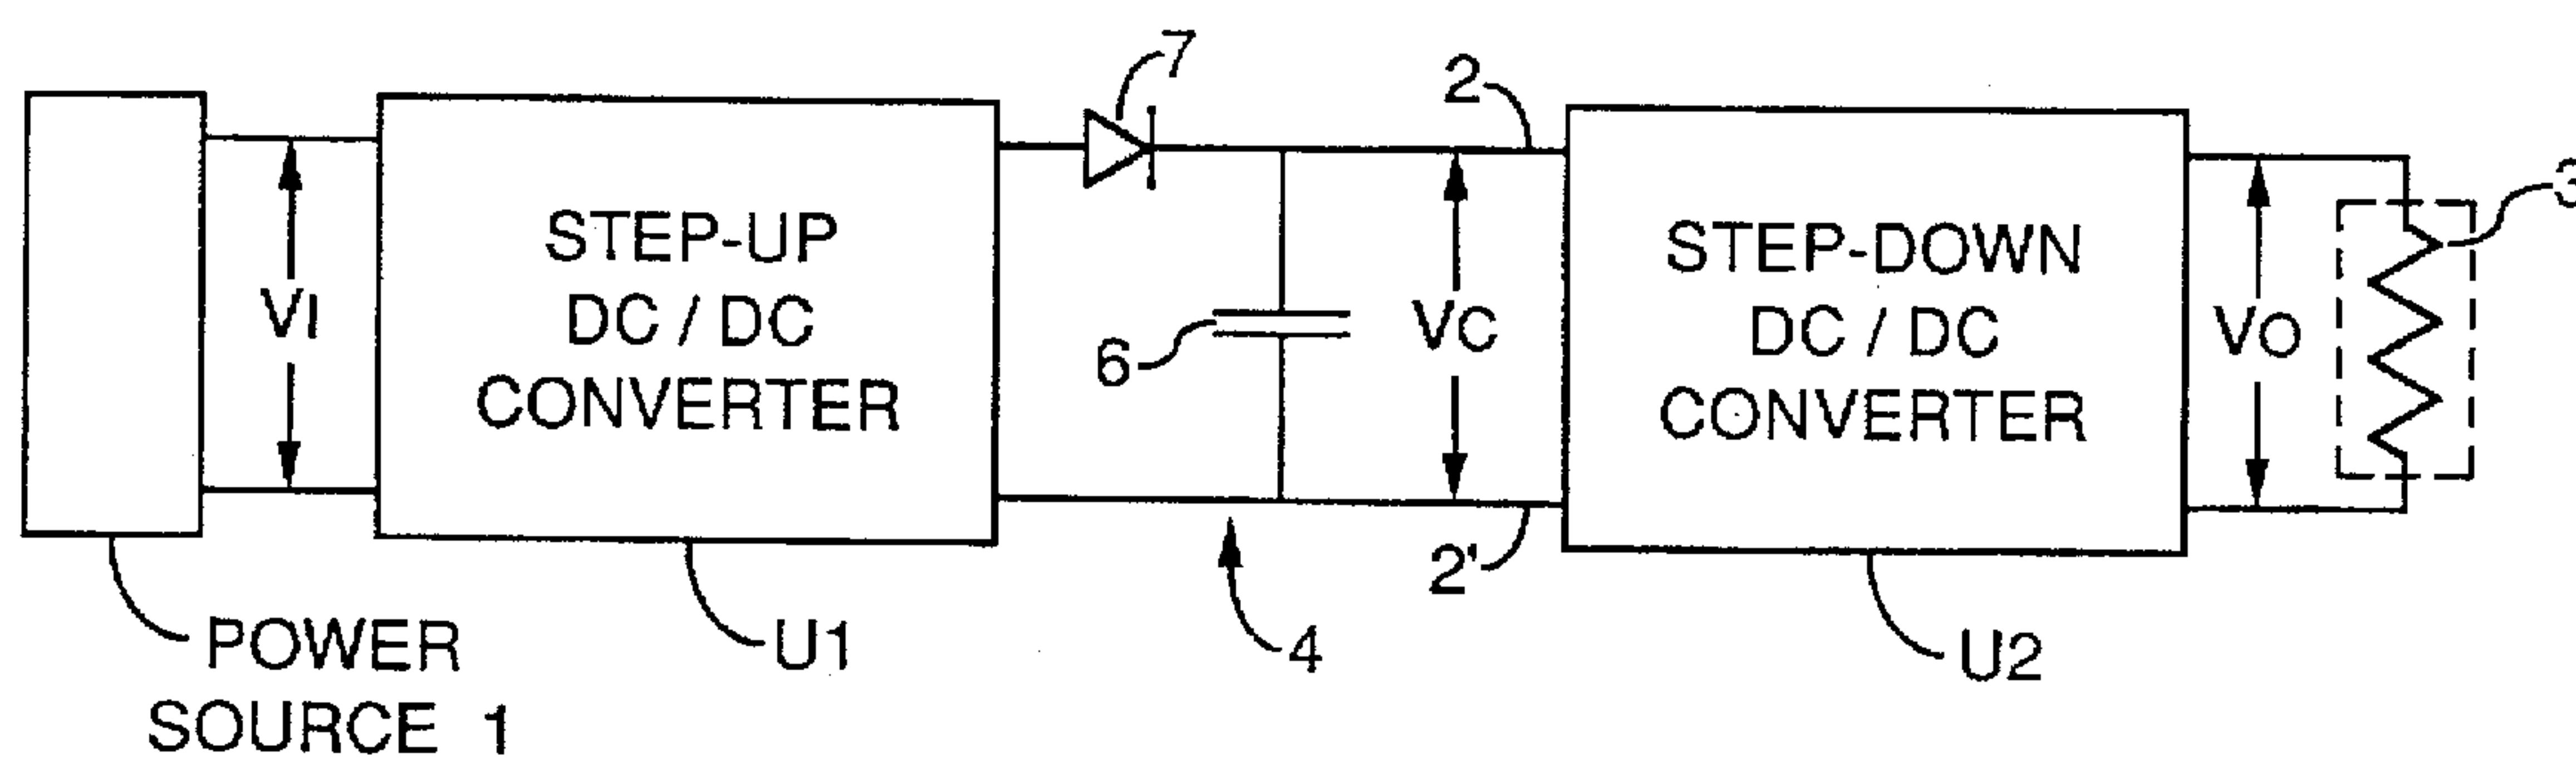 7
2
3
STEP-UP
DC / DC
CONVERTER
VI
6
VC
STEP-DOWN
DC / DC
CONVERTER
VO
2'
POWER
SOURCE 1
U1
4
U2